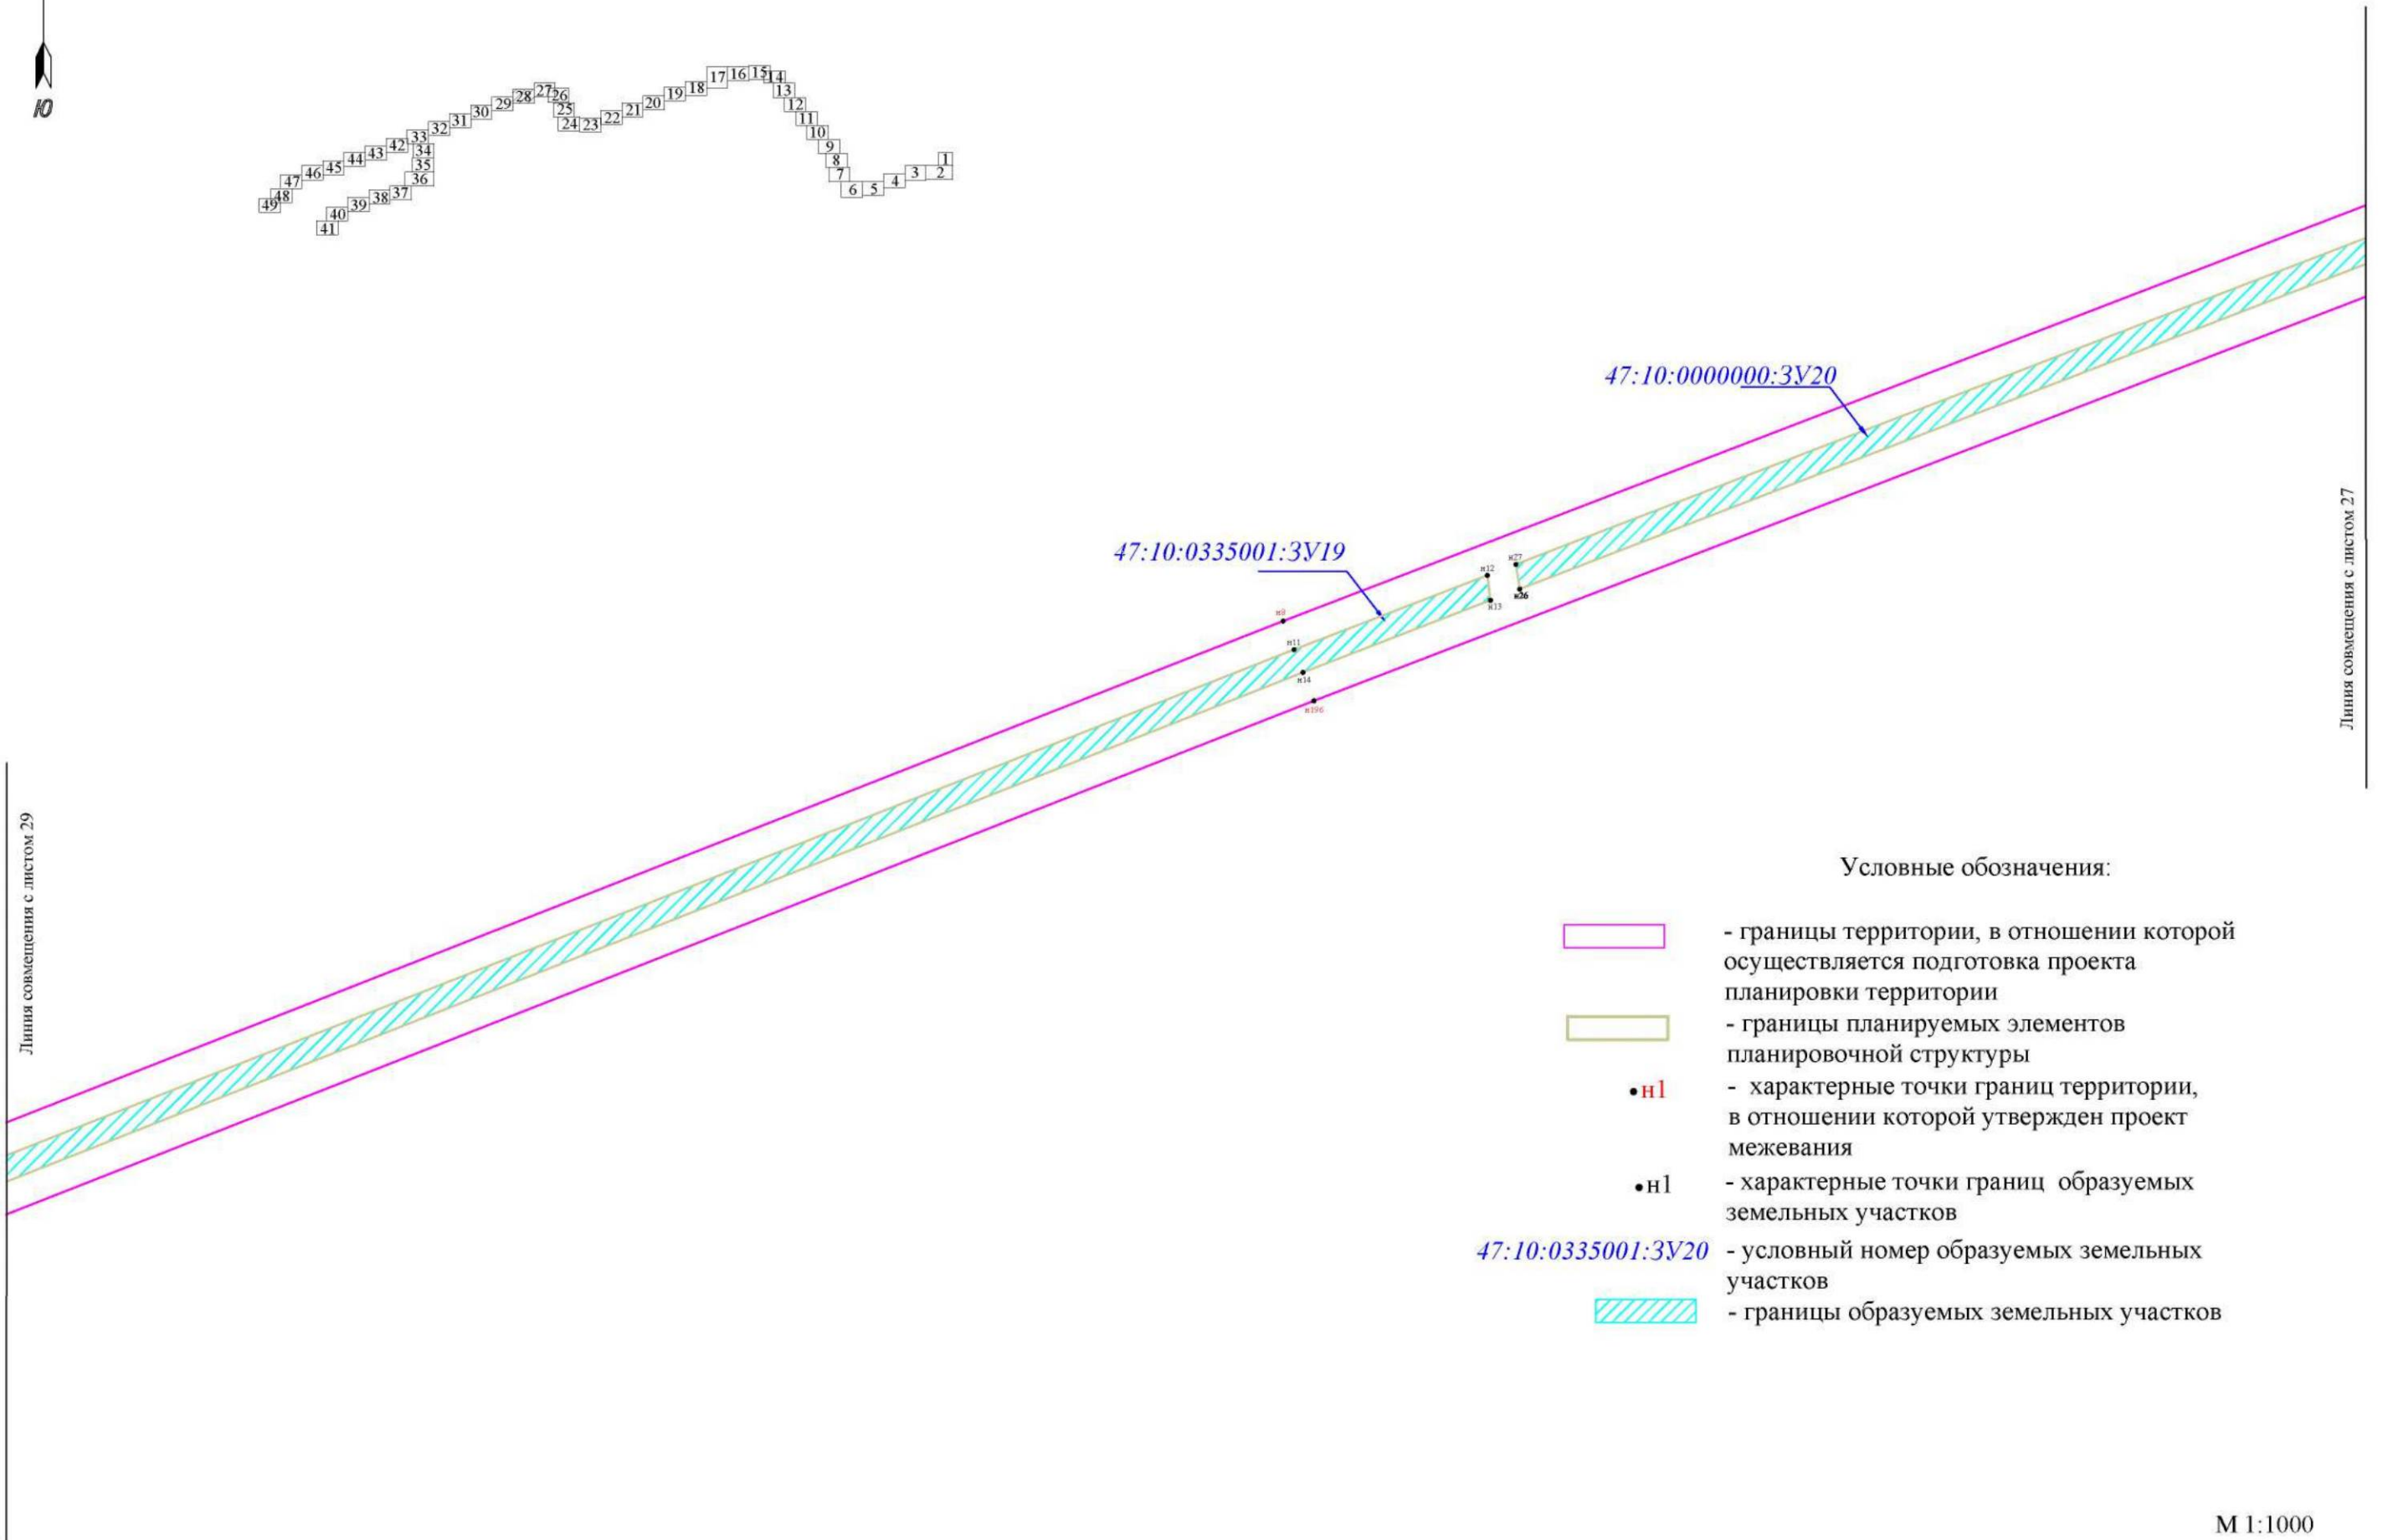 Ю
1
2
3
4
5
6
7
8
9
10
11
12
13
14
15
16
17
18
19
20
21
22
23
24
25
26
27
28
29
30
31
32
33
34
35
36
37
38
39
40
41
42
43
44
45
46
47
48
49
47:10:0000000:ЗУ20
47:10:0335001:ЗУ19
н27
н12
н26
н13
н9
н11
н14
н196
Линия совмещения с листом 27
Линия совмещения с листом 29
Условные обозначения:
- границы территории, в отношении которой
осуществляется подготовка проекта
планировки территории
- границы планируемых элементов
планировочной структуры
н1 - характерные точки границ территории,
в отношении которой утвержден проект
межевания
н1 - характерные точки границ образуемых
земельных участков
47:10:0335001:ЗУ20 - условный номер образуемых земельных
участков
- границы образуемых земельных участков
М 1:1000